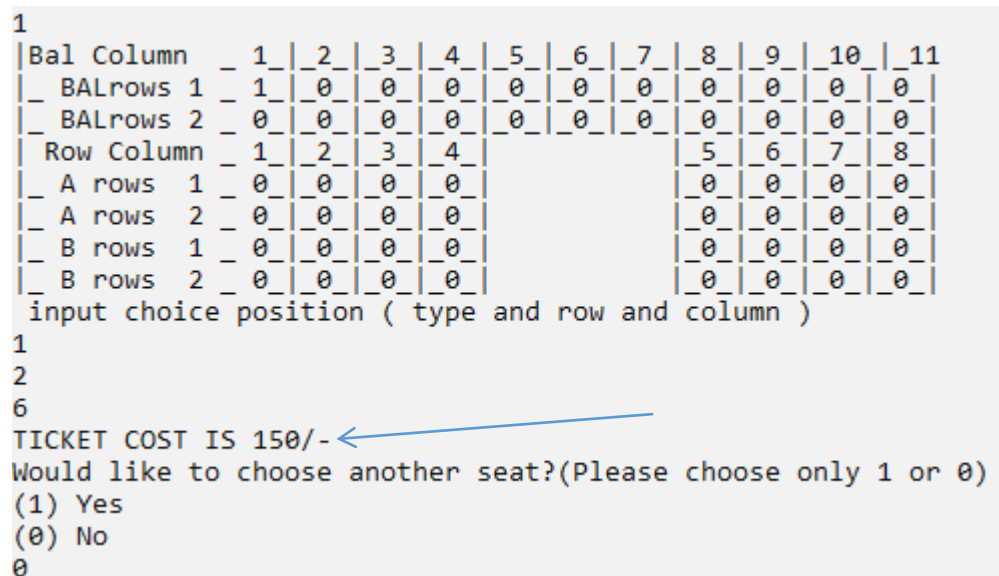 1
|Bal Column _ 1_|_2_|_3_|_4_|_5_|_6_|_7_|_8_|_9_|_10_|_11
|_ BALrows 1 _ 1_|_0_|_0_|_0_|_0_|_0_|_0_|_0_|_0_|_0_|_0_|
|_ BALrows 2 _ 0_|_0_|_0_|_0_|_0_|_0_|_0_|_0_|_0_|_0_|_0_|
| Row Column _ 1_|_2_|_3_|_4_| |_5_|_6_|_7_|_8_|
|_ A rows 1 _ 0_|_0_|_0_|_0_| |_0_|_0_|_0_|_0_|
|_ A rows 2 _ 0_|_0_|_0_|_0_| |_0_|_0_|_0_|_0_|
|_ B rows 1 _ 0_|_0_|_0_|_0_| |_0_|_0_|_0_|_0_|
|_ B rows 2 _ 0_|_0_|_0_|_0_| |_0_|_0_|_0_|_0_|
input choice position ( type and row and column )
1
2
6
TICKET COST IS 150/-
Would like to choose another seat?(Please choose only 1 or 0)
(1) Yes
(0) No
0